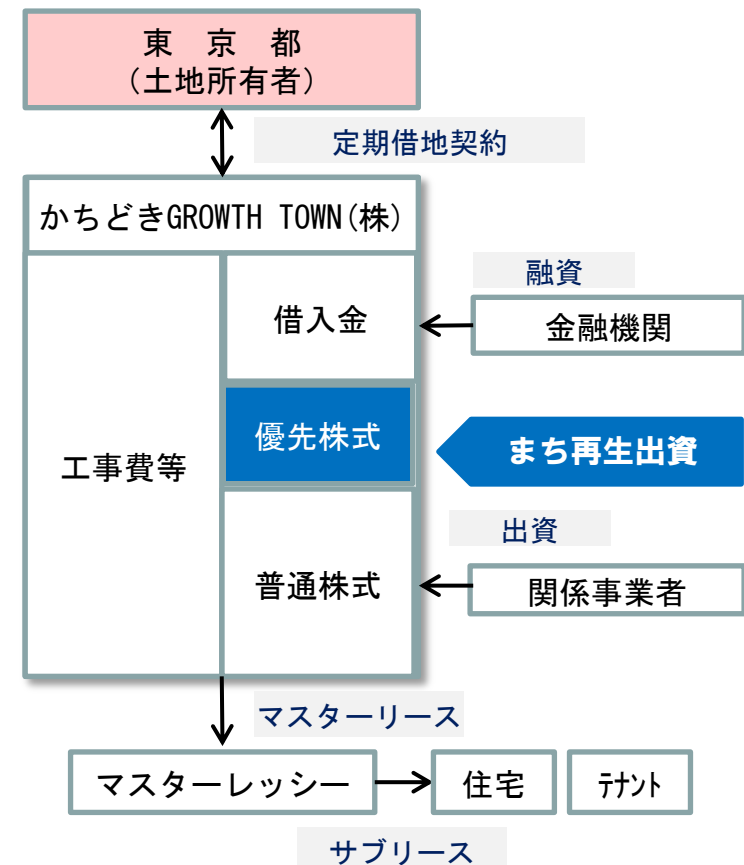 東　京　都
（土地所有者）
定期借地契約
かちどきGROWTH TOWN(株)
融資
借入金
金融機関
工事費等
優先株式
まち再生出資
出資
普通株式
関係事業者
マスターリース
マスターレッシー
住宅
ﾃﾅﾝﾄ
サブリース